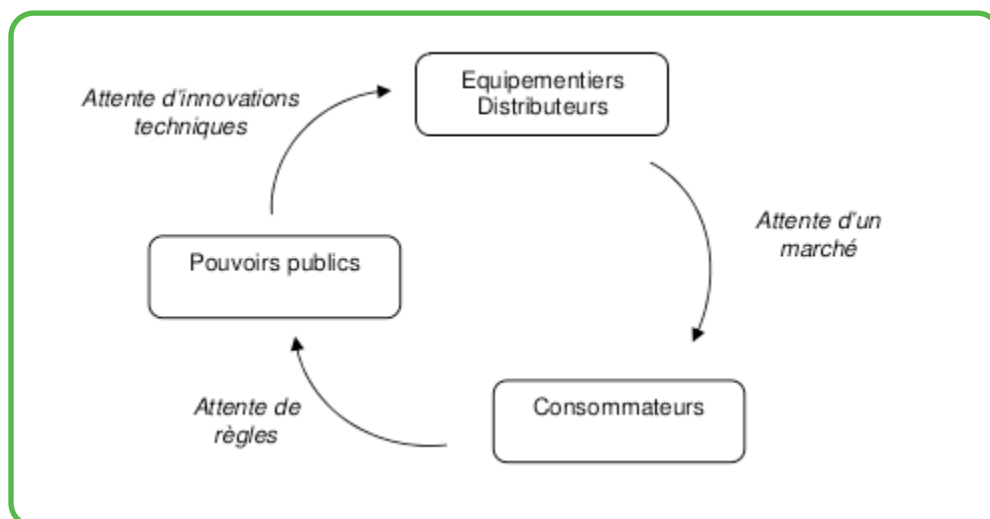 Equipementiers
Distributeurs
Attente d'innovations
techniques
Attente d'un
marché
Pouvoirs publics
Consommateurs
Attente de
règles